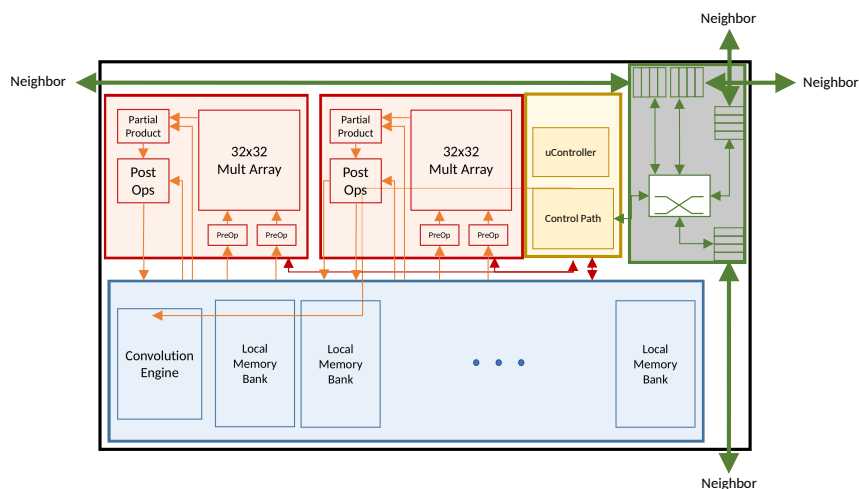 Neighbor
Neighbor
Neighbor
Partial
Product
32x32
Mult Array
Post
Ops
PreOp
PreOp
Partial
Product
32x32
Mult Array
Post
Ops
PreOp
PreOp
uController
Control Path
Convolution
Engine
Local
Memory
Bank
Local
Memory
Bank
Local
Memory
Bank
Neighbor